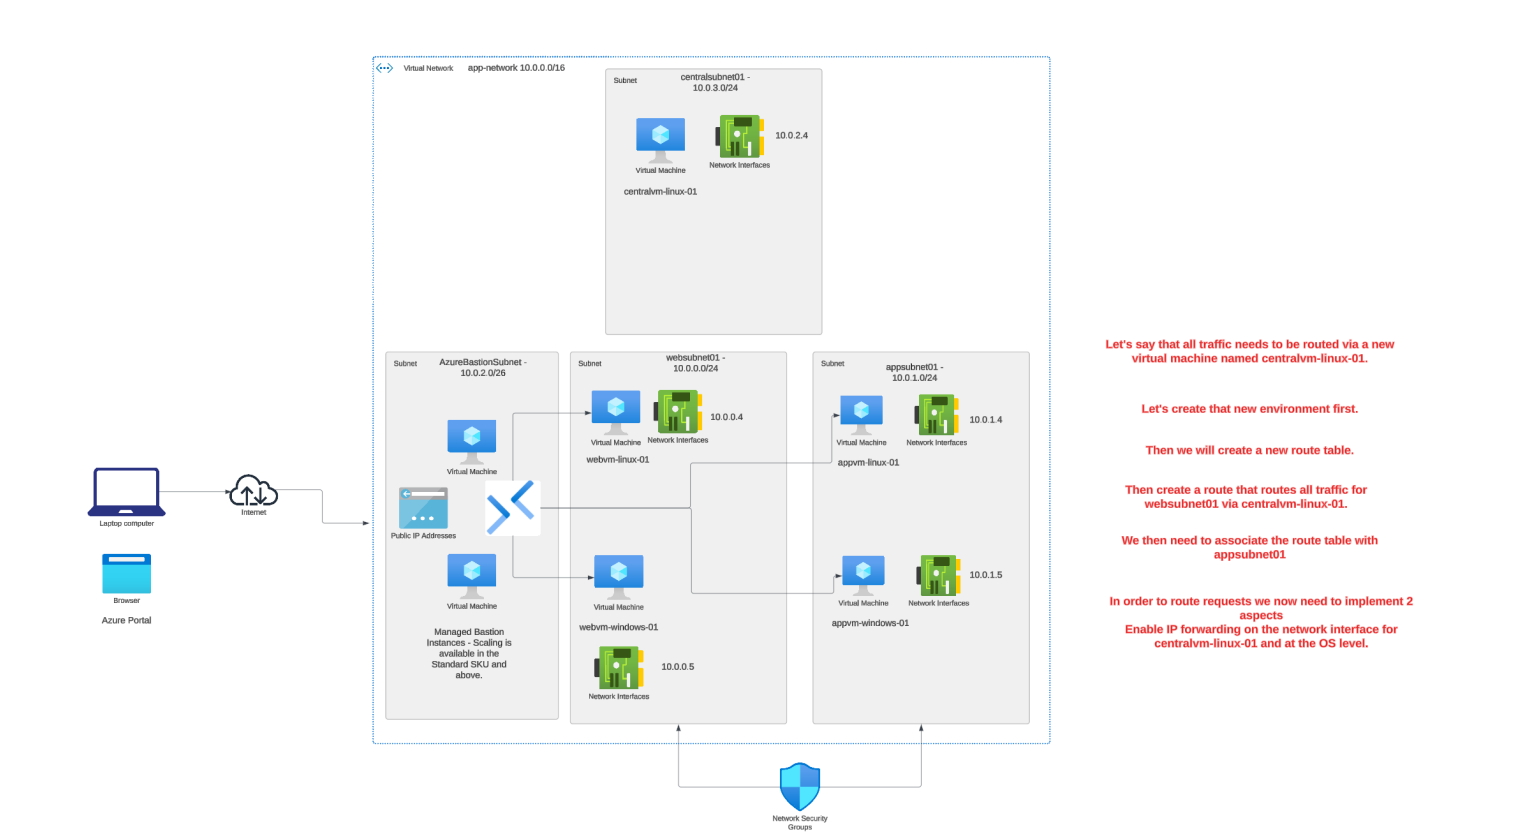 Virtual Network
app-network 10.0.0.0/16
Subnet
centralsubnet01 -
10.0.3.0/24
10.0.2.4
Virtual Machine
Network Interfaces
centralvm-linux-01
Subnet
AzureBastionSubnet -
10.0.2.0/26
Virtual Machine
Public IP Addresses
Virtual Machine
Managed Bastion
Instances - Scaling is
available in the
Standard SKU and
above.
Subnet
websubnet01 -
10.0.0.0/24
10.0.0.4
Virtual Machine
Network Interfaces
webvm-linux-01
Virtual Machine
webvm-windows-01
10.0.0.5
Network Interfaces
Subnet
appsubnet01 -
10.0.1.0/24
10.0.1.4
Virtual Machine
Network Interfaces
appvm-linux-01
10.0.1.5
Virtual Machine
Network Interfaces
appvm-windows-01
Laptop computer
Internet
Browser
Azure Portal
Network Security
Groups
Let's say that all traffic needs to be routed via a new
virtual machine named centralvm-linux-01.
Let's create that new environment first.
Then we will create a new route table.
Then create a route that routes all traffic for
websubnet01 via centralvm-linux-01.
We then need to associate the route table with
appsubnet01
In order to route requests we now need to implement 2
aspects
Enable IP forwarding on the network interface for
centralvm-linux-01 and at the OS level.